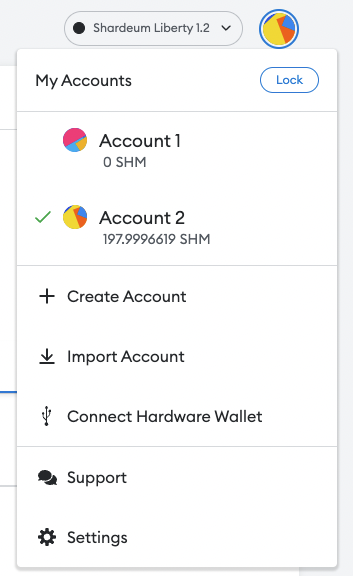 Shardeum Liberty 1.2
My Accounts
Lock
Account 1
0 SHM
Account 2
197.9996619 SHM
Create Account
Import Account
Connect Hardware Wallet
Support
Settings